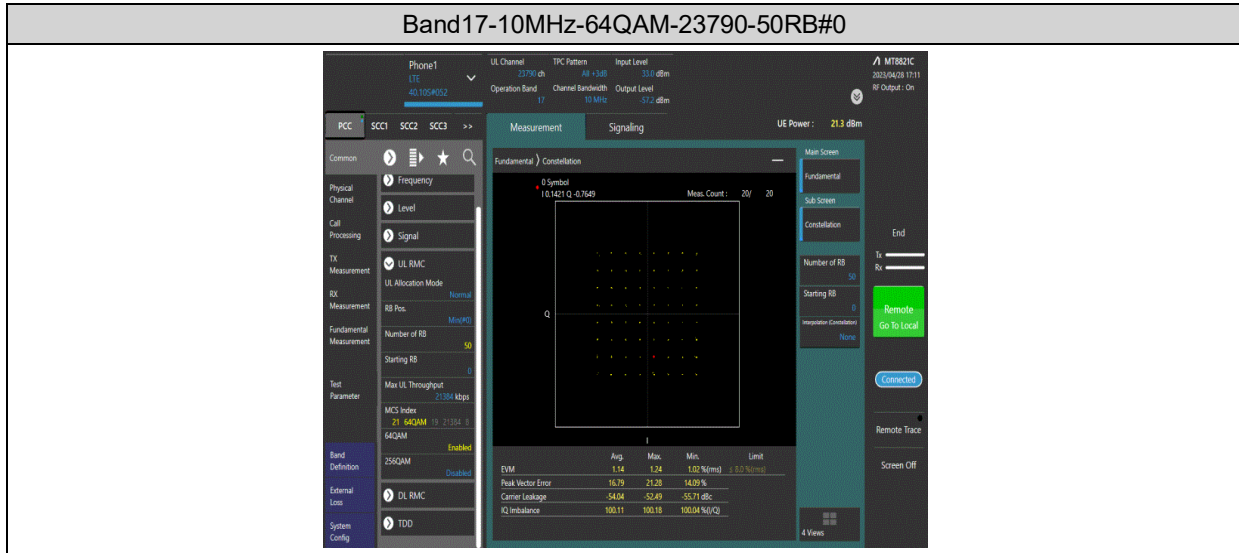 Band17-10MHz-64QAM-23790-50RB#0
Phone1
LTE
40.10S#052
UL Channel TPC Pattern Input Level
23790 ch All +3dB 33.0 dBm
Operation Band Channel Bandwidth Output Level
17 10 MHz -57.2 dBm
MT8821C
2023/04/28 17:11
RF Output : On
PCC SCC1 SCC2 SCC3 >>
Measurement Signaling
UE Power : 21.3 dBm
Common
Physical
Channel
Call
Processing
TX
Measurement
RX
Measurement
Fundamental
Measurement
Test
Parameter
Band
Definition
External
Loss
System
Config
Frequency
Level
Signal
UL RMC
UL Allocation Mode
Normal
RB Pos.
Min(#0)
Number of RB
50
Starting RB
0
Max UL Throughput
21384 kbps
MCS Index
21 64QAM 19 21384 8
64QAM
Enabled
256QAM
Disabled
DL RMC
TDD
Fundamental ) Constellation
0 Symbol
I 0.1421 Q -0.7649
Meas. Count : 20/ 20
Q
I
Avg. Max. Min. Limit
EVM 1.14 1.24 1.02 %(rms) ≤ 8.0 %(rms)
Peak Vector Error 16.79 21.28 14.09 %
Carrier Leakage -54.04 -52.49 -55.71 dBc
IQ Imbalance 100.11 100.18 100.04 %(I/Q)
Main Screen
Fundamental
Sub Screen
Constellation
Number of RB
50
Starting RB
0
Interpolation (Constellation)
None
4 Views
End
Tx
Rx
Remote
Go To Local
Connected
Remote Trace
Screen Off